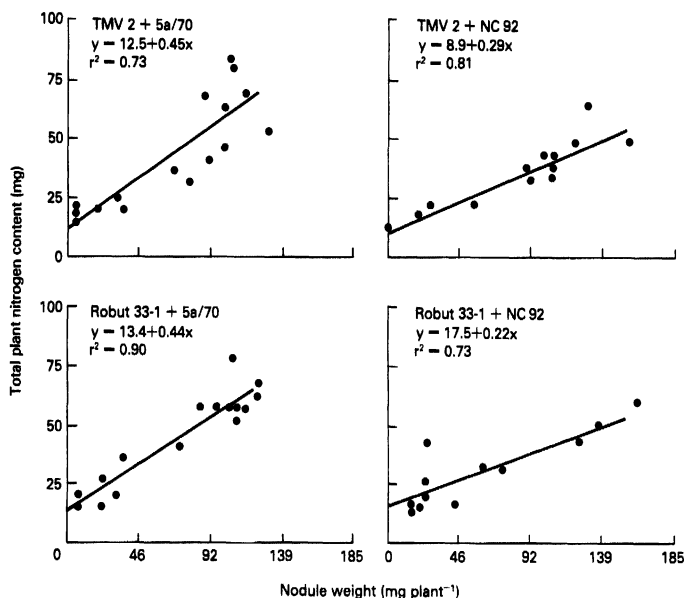 TMV 2 + 5a/70
y = 12.5+0.45x
r² = 0.73
TMV 2 + NC 92
y = 8.9+0.29x
r² = 0.81
100
75
50
25
0
Robut 33-1 + 5a/70
y = 13.4+0.44x
r² = 0.90
Robut 33-1 + NC 92
y = 17.5+0.22x
r² = 0.73
100
75
50
25
0 46 92 139 185
0 46 92 139 185
Total plant nitrogen content (mg)
Nodule weight (mg plant⁻¹)